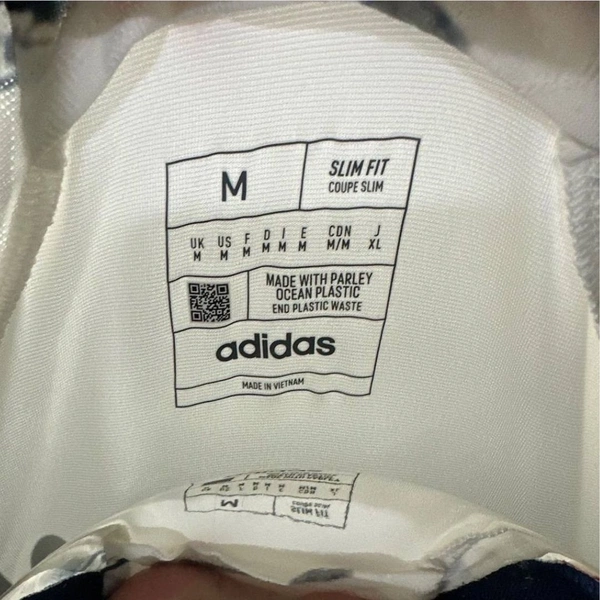 M
SLIM FIT
COUPE SLIM
UK US F D I E CDN J
M M M M M M M/M XL
MADE WITH PARLEY
OCEAN PLASTIC
END PLASTIC WASTE
adidas
MADE IN VIETNAM
M